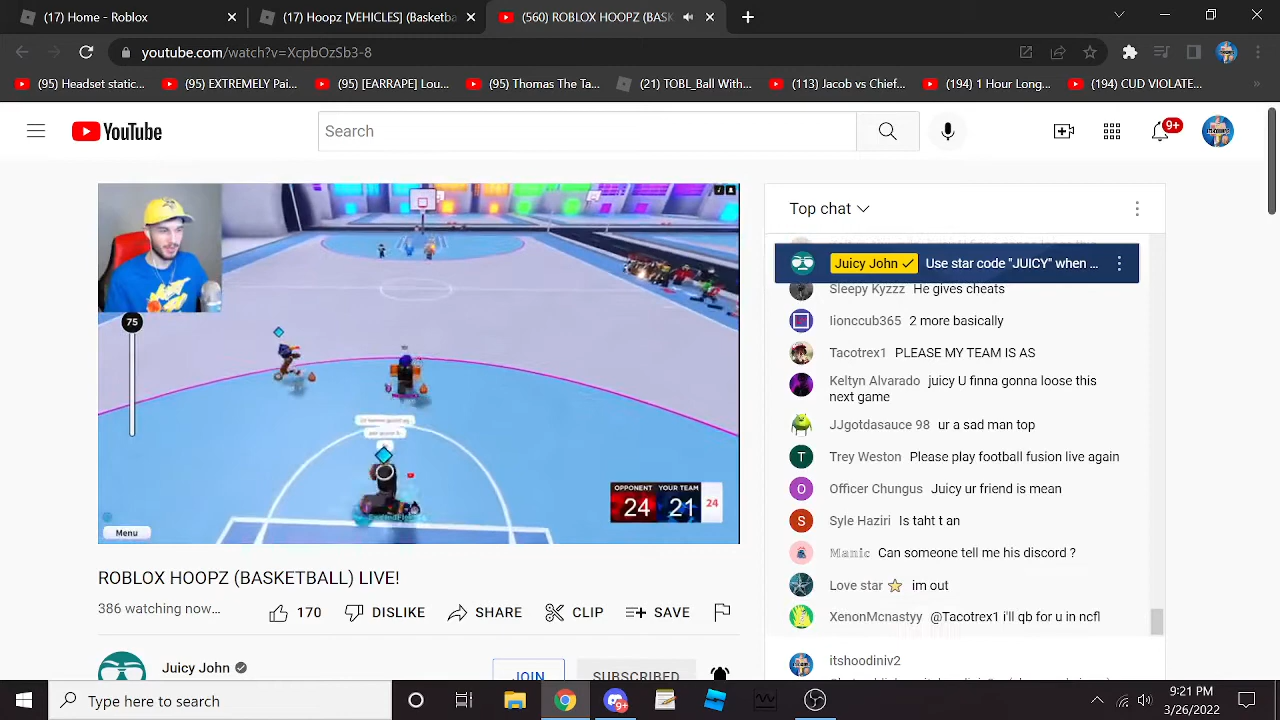 (17) Home - Roblox
(17) Hoopz [VEHICLES] (Basketba
(560) ROBLOX HOOPZ (BASK
youtube.com/watch?v=XcpbOzSb3-8
(95) Headset static...
(95) EXTREMELY Pai...
(95) [EARRAPE] Lou...
(95) Thomas The Ta...
(21) TOBL_Ball With...
(113) Jacob vs Chief...
(194) 1 Hour Long...
(194) CUD VIOLATE...
YouTube
Search
9+
Top chat
Juicy John Use star code "JUICY" when ...
Sleepy Kyzzz He gives cheats
lionccub365 2 more basically
Tacotrex1 PLEASE MY TEAM IS AS
Keltyn Alvarado juicy U finna gonna loose this
next game
JJgotdasauce 98 ur a sad man top
Trey Weston Please play football fusion live again
Officer Chungus Juicy ur friend is mean
Syle Haziri Is taht t an
Manic Can someone tell me his discord ?
Love star im out
XenonMcnastyy @Tacotrex1 i'll qb for u in ncfl
itshoodiniv2
75
OPPONENT YOUR TEAM
24 21 24
Menu
ROBLOX HOOPZ (BASKETBALL) LIVE!
386 watching now...
170
DISLIKE
SHARE
CLIP
SAVE
Juicy John
JOIN
SUBSCRIBED
Type here to search
9:21 PM
3/26/2022